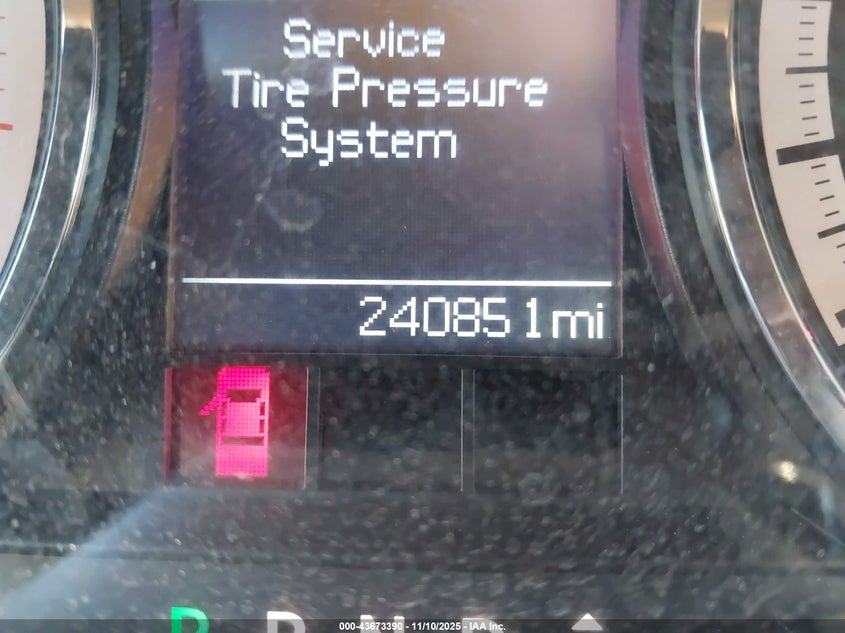 Service
Tire Pressure
System
240851mi
P R N D
000-43673390 - 11/10/2025 - IAA Inc.